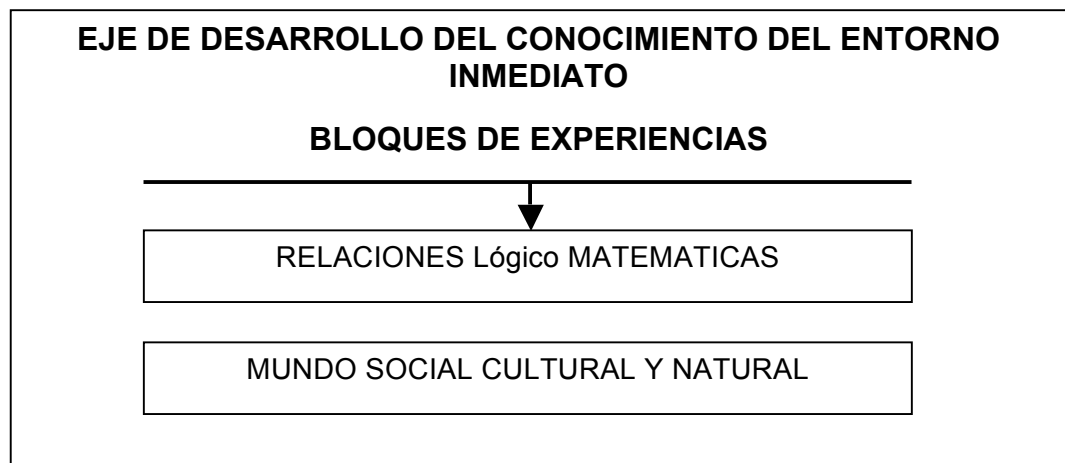 EJE DE DESARROLLO DEL CONOCIMIENTO DEL ENTORNO
INMEDIATO
BLOQUES DE EXPERIENCIAS
RELACIONES Lógico MATEMATICAS
MUNDO SOCIAL CULTURAL Y NATURAL